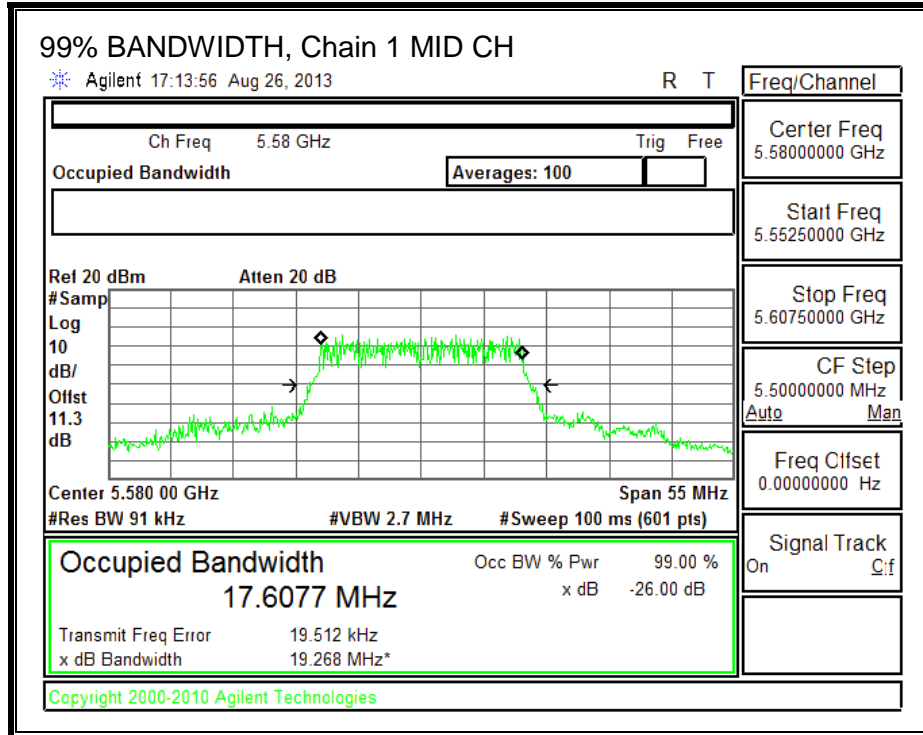 99% BANDWIDTH, Chain 1 MID CH
Agilent 17:13:56 Aug 26, 2013 R T
Ch Freq 5.58 GHz Trig Free
Occupied Bandwidth Averages: 100
Ref 20 dBm Atten 20 dB
#Samp
Log
10
dB/
Offst
11.3
dB
Center 5.580 00 GHz Span 55 MHz
#Res BW 91 kHz #VBW 2.7 MHz #Sweep 100 ms (601 pts)
Occupied Bandwidth Occ BW % Pwr 99.00 %
17.6077 MHz x dB -26.00 dB
Transmit Freq Error 19.512 kHz
x dB Bandwidth 19.268 MHz*
Copyright 2000-2010 Agilent Technologies
Freq/Channel
Center Freq
5.58000000 GHz
Start Freq
5.55250000 GHz
Stop Freq
5.60750000 GHz
CF Step
5.50000000 MHz
Auto Man
Freq Offset
0.00000000 Hz
Signal Track
On Off